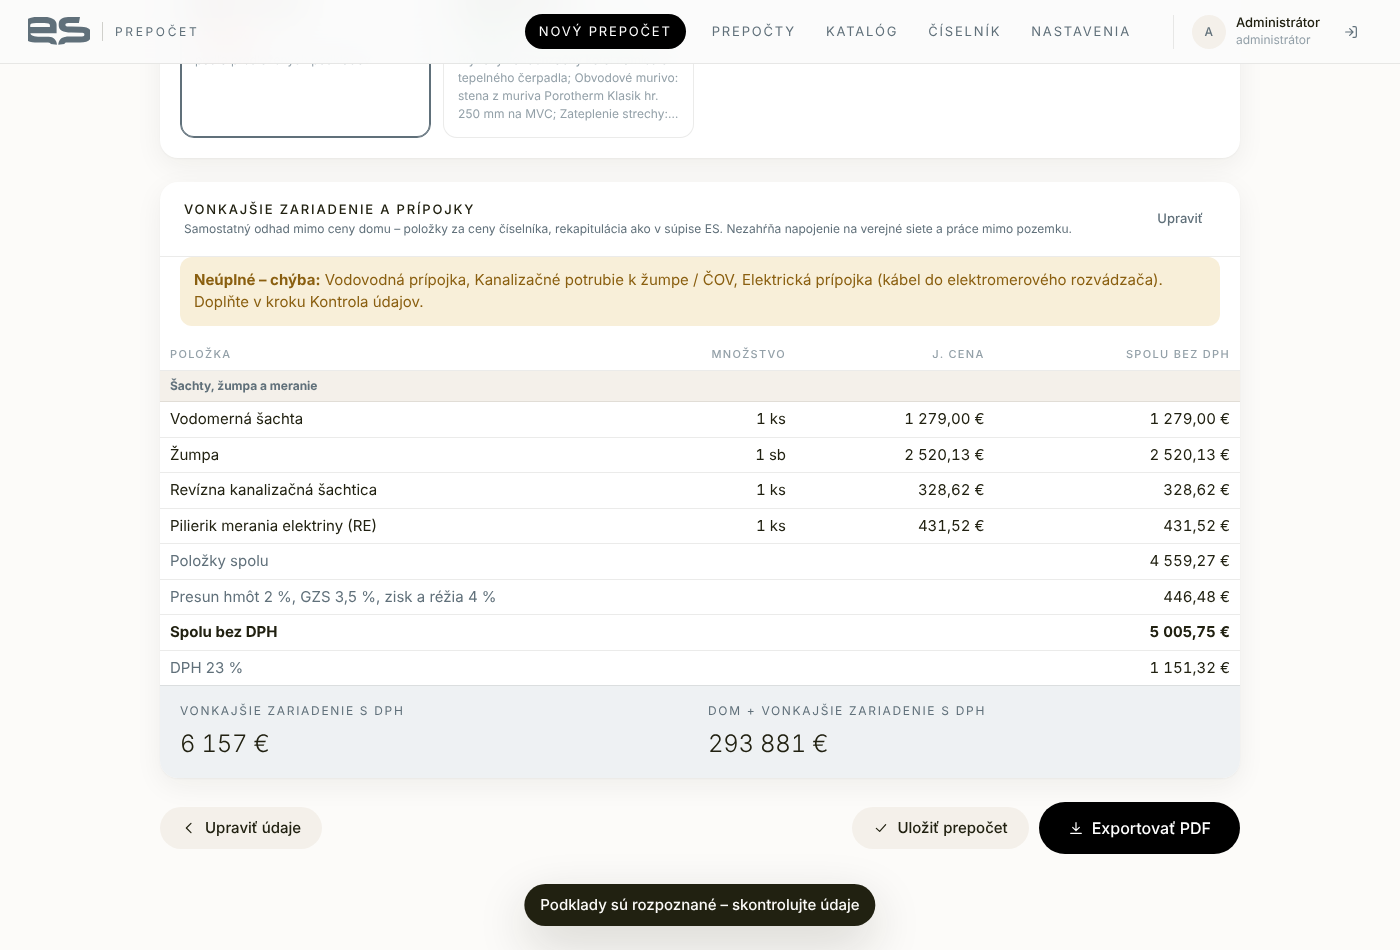 ES PREPOČET
NOVÝ PREPOČET PREPOČTY KATALÓG ČÍSELNÍK NASTAVENIA
A Administrátor
administrátor
tepelného čerpadla; Obvodové murivo:
stena z muriva Porotherm Klasik hr.
250 mm na MVC; Zateplenie strechy:...
VONKAJŠIE ZARIADENIE A PRÍPOJKY
Samostatný odhad mimo ceny domu – položky za ceny číselníka, rekapitulácia ako v súpise ES. Nezahŕňa napojenie na verejné siete a práce mimo pozemku.
Upraviť
Neúplné – chýba: Vodovodná prípojka, Kanalizačné potrubie k žumpe / ČOV, Elektrická prípojka (kábel do elektromerového rozvádzača).
Doplňte v kroku Kontrola údajov.
POLOŽKA MNOŽSTVO J. CENA SPOLU BEZ DPH
Šachty, žumpa a meranie
Vodomerná šachta 1 ks 1 279,00 € 1 279,00 €
Žumpa 1 sb 2 520,13 € 2 520,13 €
Revízna kanalizačná šachtica 1 ks 328,62 € 328,62 €
Pilierik merania elektriny (RE) 1 ks 431,52 € 431,52 €
Položky spolu 4 559,27 €
Presun hmôt 2 %, GZS 3,5 %, zisk a réžia 4 % 446,48 €
Spolu bez DPH 5 005,75 €
DPH 23 % 1 151,32 €
VONKAJŠIE ZARIADENIE S DPH DOM + VONKAJŠIE ZARIADENIE S DPH
6 157 € 293 881 €
Upraviť údaje Uložiť prepočet Exportovať PDF
Podklady sú rozpoznané – skontrolujte údaje